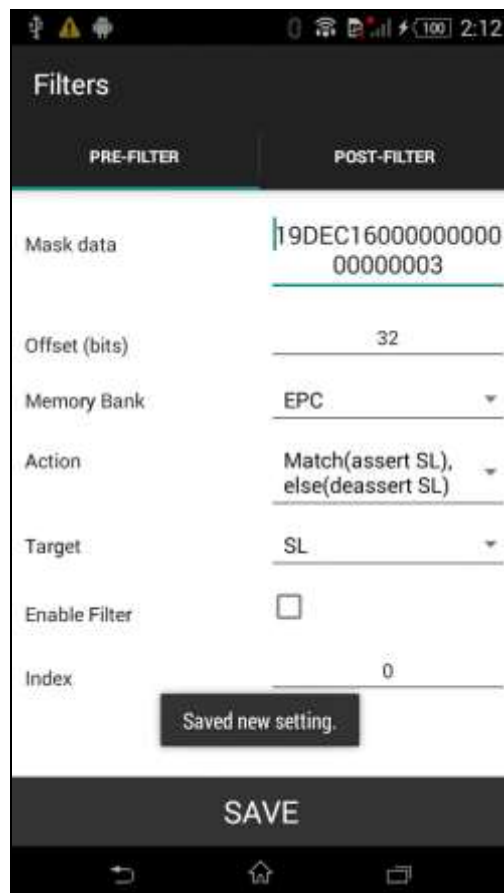 100 2:12
Filters
PRE-FILTER POST-FILTER
Mask data 19DEC16000000000
00000003
Offset (bits) 32
Memory Bank EPC
Action Match(assert SL),
else(deassert SL)
Target SL
Enable Filter
Index 0
Saved new setting.
SAVE